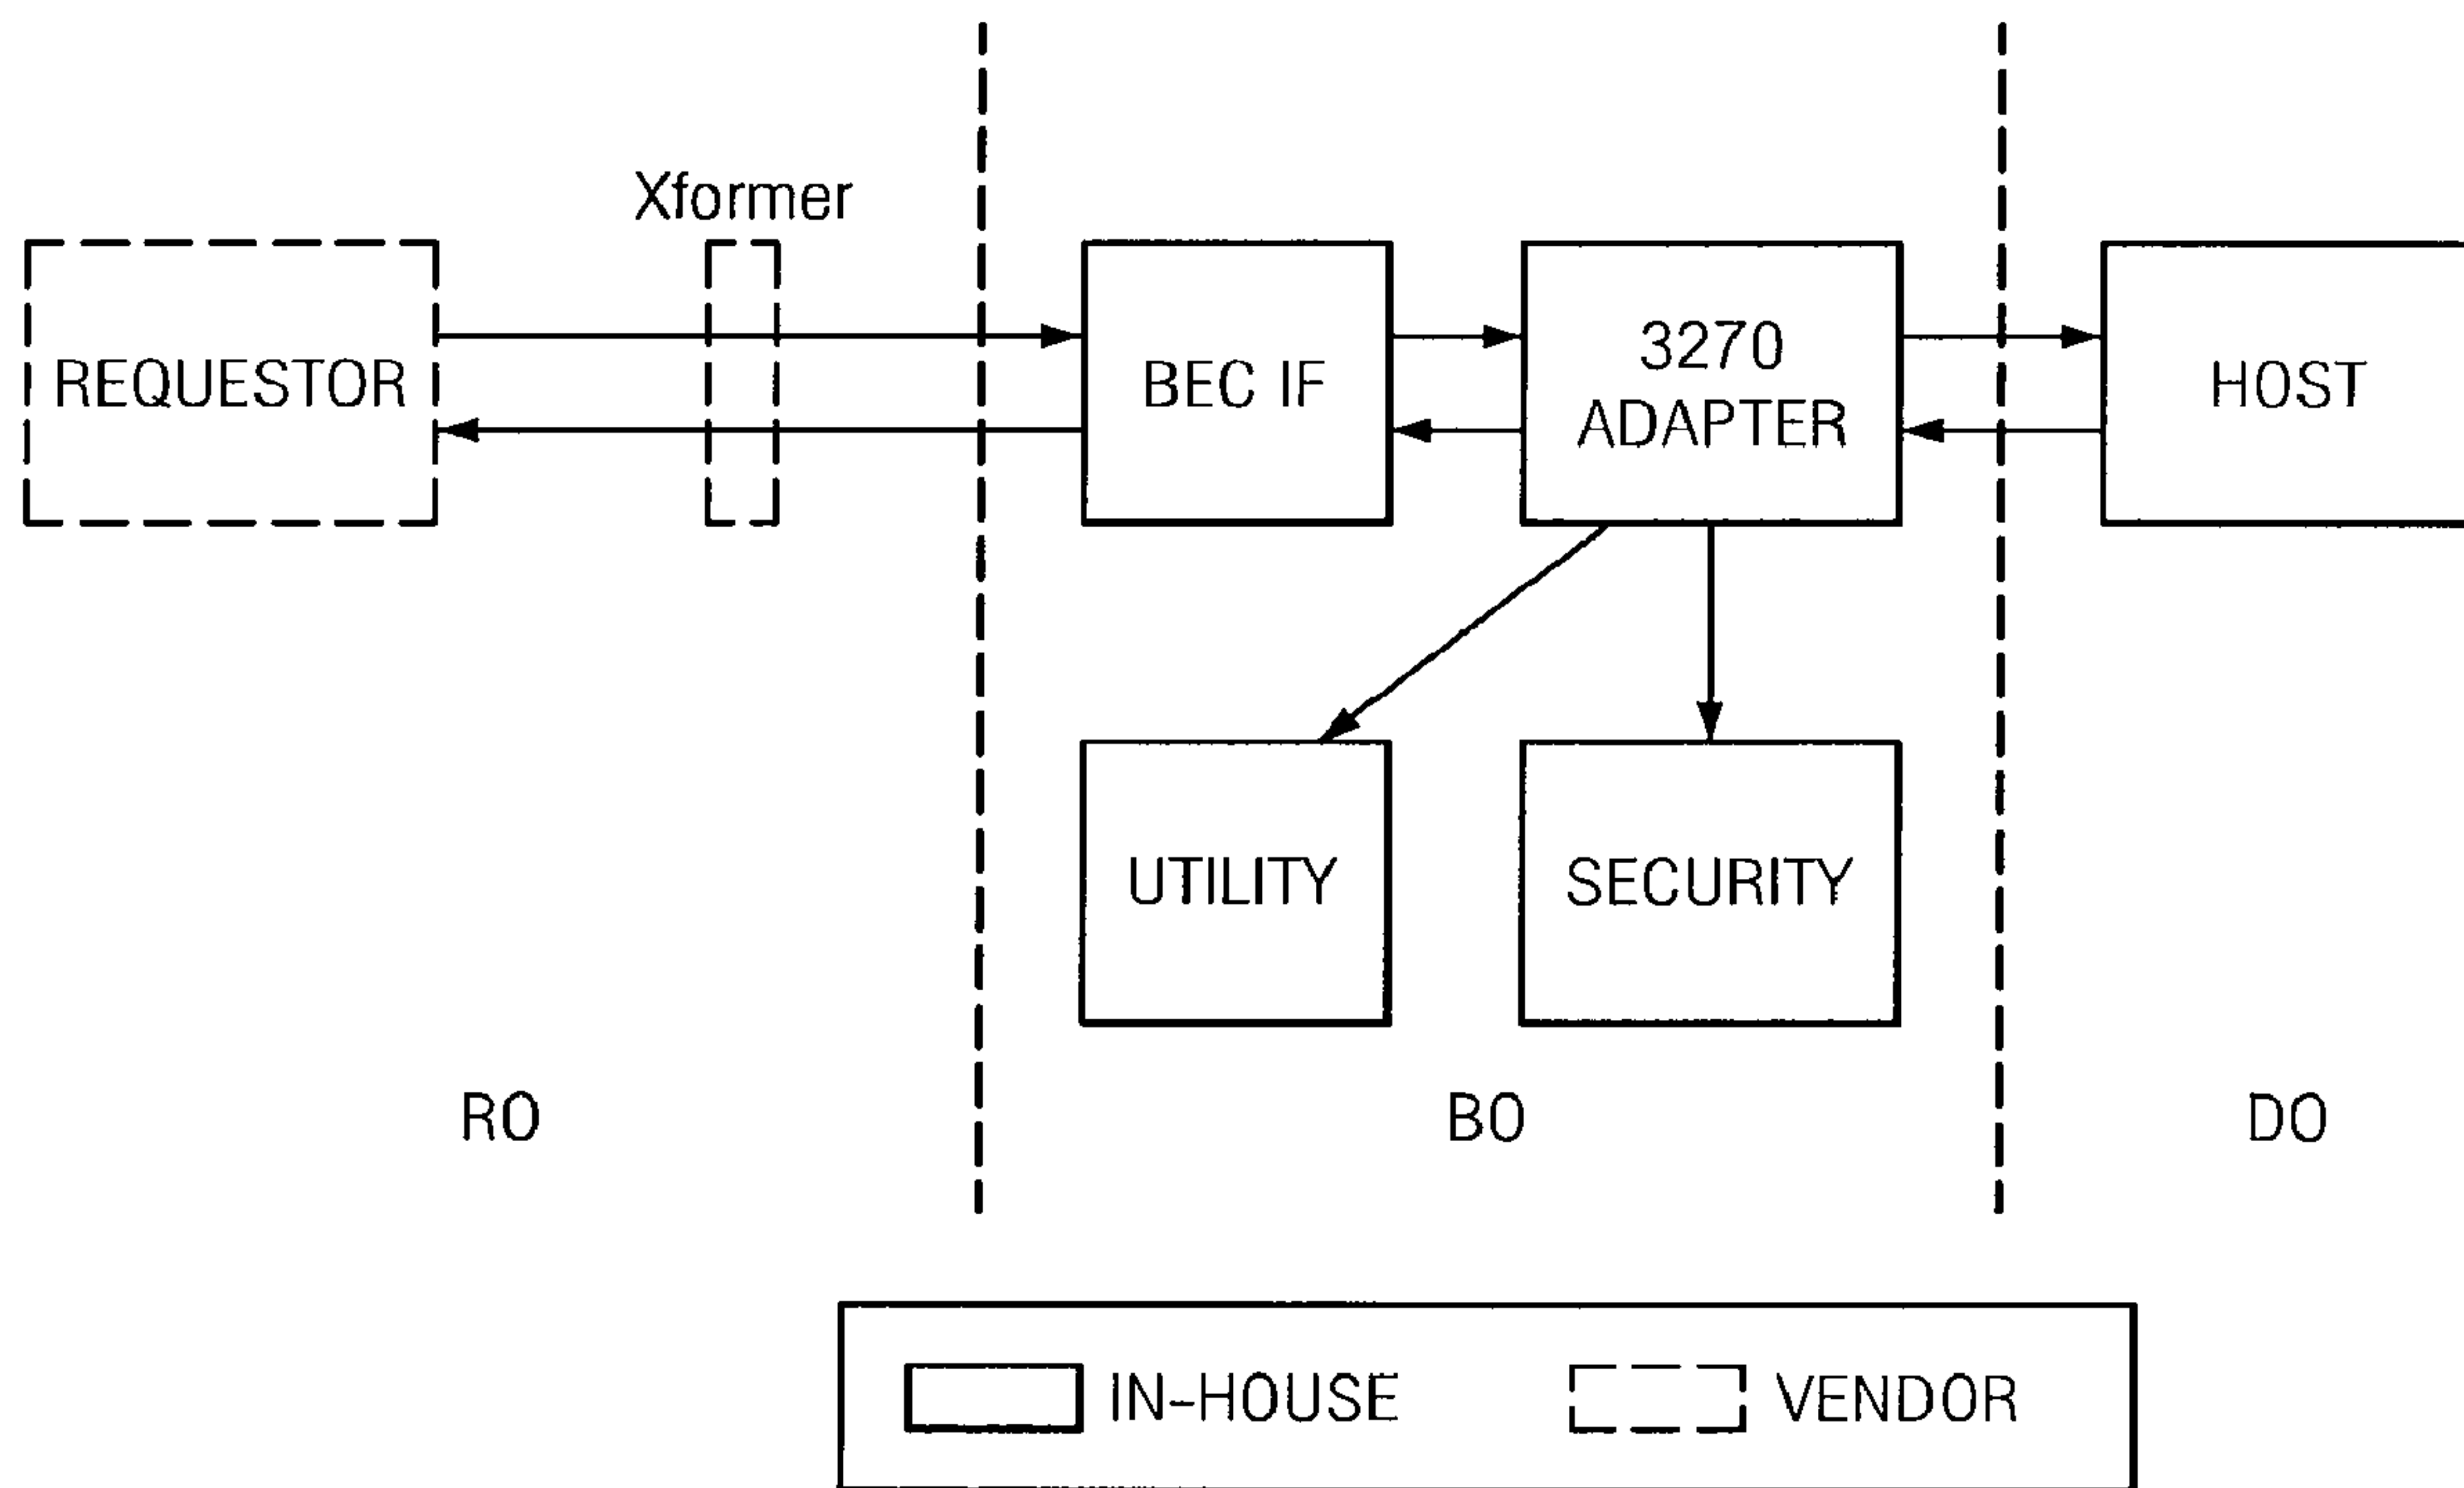 Xformer
REQUESTOR
BEC IF
3270
ADAPTER
HOST
UTILITY
SECURITY
RO
BO
DO
IN-HOUSE
VENDOR